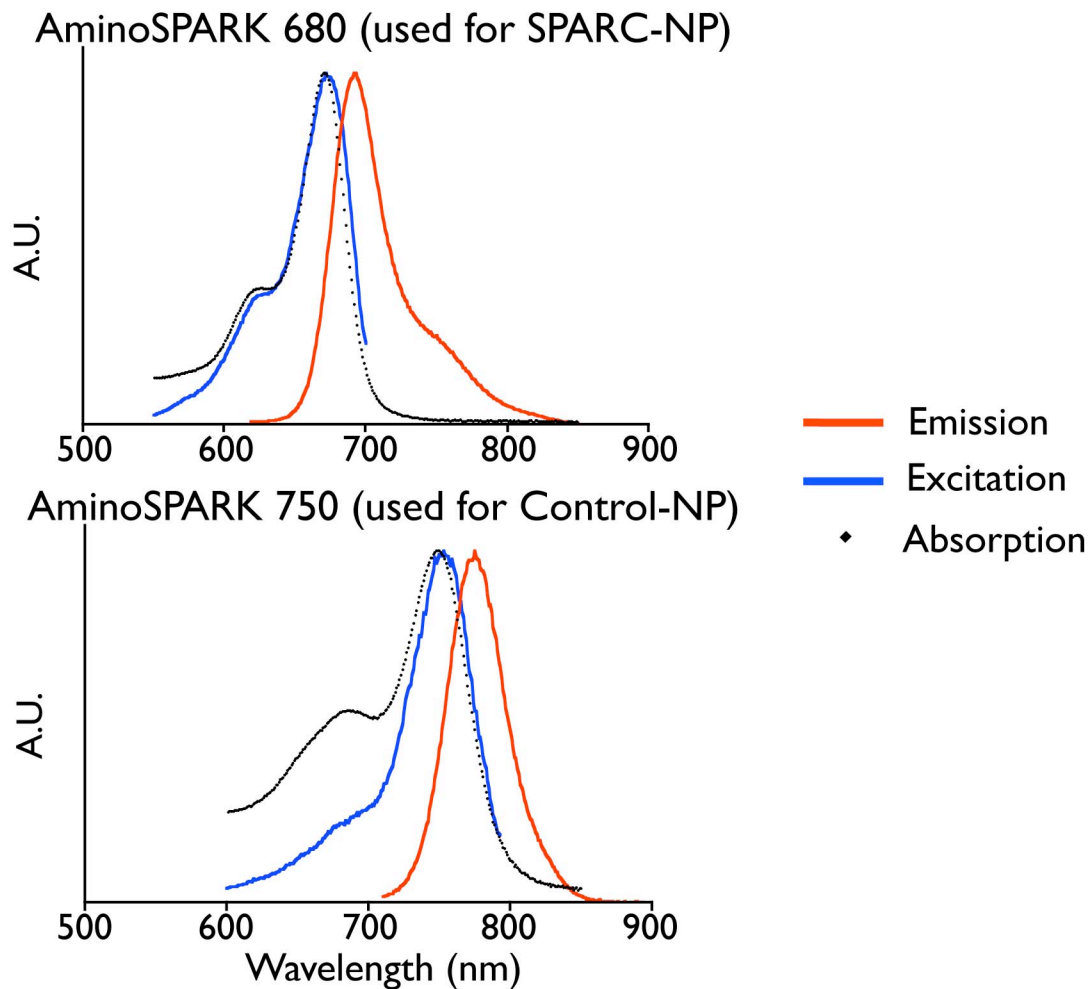 AminoSPARK 680 (used for SPARC-NP)
A.U.
500 600 700 800 900
Emission
Excitation
Absorption
AminoSPARK 750 (used for Control-NP)
A.U.
500 600 700 800 900
Wavelength (nm)